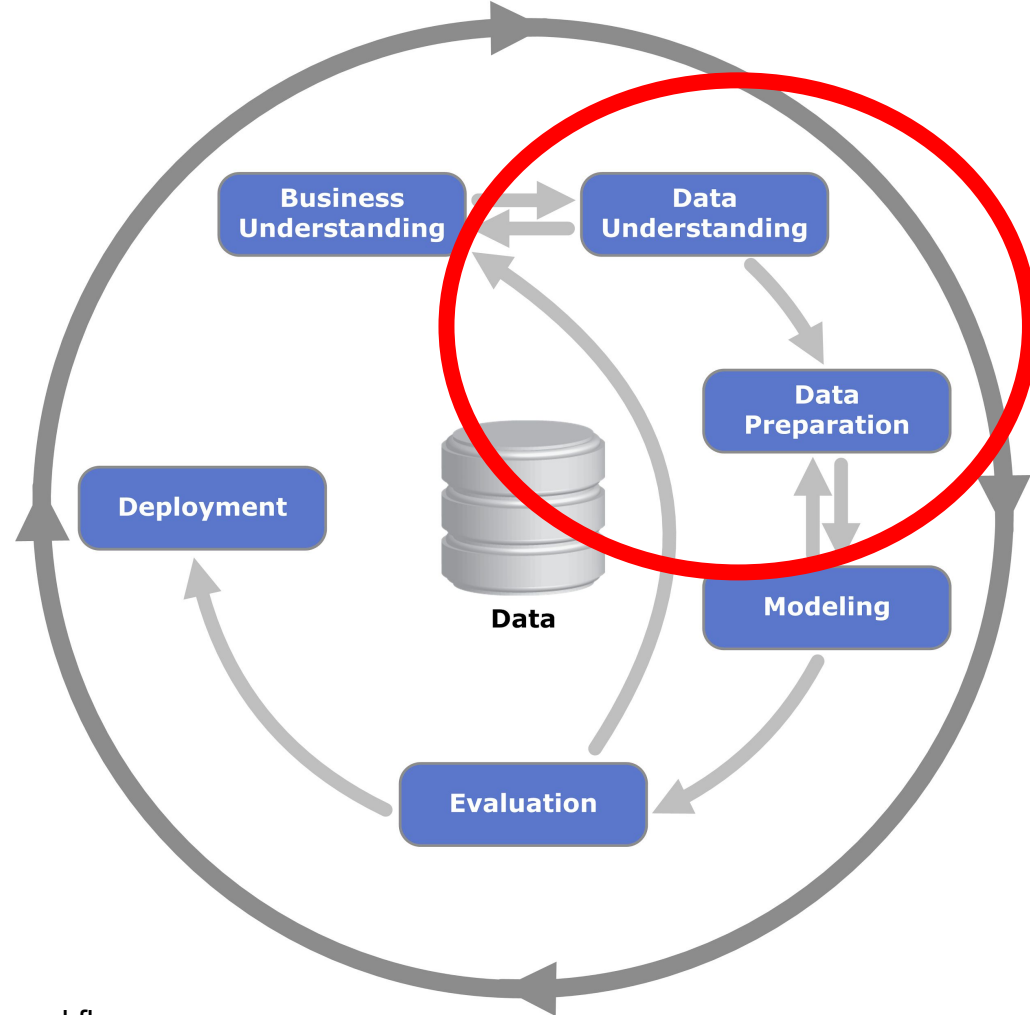 Business
Understanding
Data
Understanding
Data
Preparation
Deployment
Data
Modeling
Evaluation